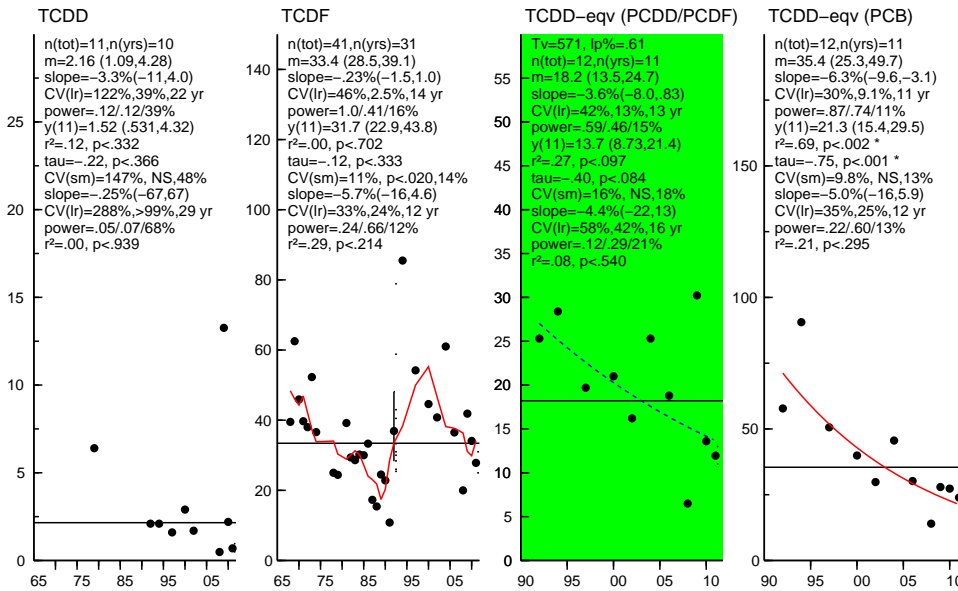 TCDD
n(tot)=11,n(yrs)=10
m=2.16 (1.09,4.28)
slope=−3.3%(−11,4.0)
CV(lr)=122%,39%,22 yr
power=.12/.12/39%
y(11)=1.52 (.531,4.32)
r²=.12, p<.332
tau=−.22, p<.366
CV(sm)=147%, NS,48%
slope=−.25%(−67,67)
CV(lr)=288%,>99%,29 yr
power=.05/.07/68%
r²=.00, p<.939
25
20
15
10
5
0
65 70 75 80 85 90 95 00 05
TCDF
n(tot)=41,n(yrs)=31
m=33.4 (28.5,39.1)
slope=−.23%(−1.5,1.0)
CV(lr)=46%,2.5%,14 yr
power=1.0/.41/16%
y(11)=31.7 (22.9,43.8)
r²=.00, p<.702
tau=−.12, p<.333
CV(sm)=11%, p<.020,14%
slope=−5.7%(−16,4.6)
CV(lr)=33%,24%,12 yr
power=.24/.66/12%
r²=.29, p<.214
140
120
100
80
60
40
20
0
65 70 75 80 85 90 95 00 05
TCDD−eqv (PCDD/PCDF)
Tv=571, lp%=.61
n(tot)=12,n(yrs)=11
m=18.2 (13.5,24.7)
slope=−3.6%(−8.0,.83)
CV(lr)=42%,13%,13 yr
power=.59/.46/15%
y(11)=13.7 (8.73,21.4)
r²=.27, p<.097
tau=−.40, p<.084
CV(sm)=16%, NS,18%
slope=−4.4%(−22,13)
CV(lr)=58%,42%,16 yr
power=.12/.29/21%
r²=.08, p<.540
55
50
45
40
35
30
25
20
15
10
5
0
90 95 00 05 10
TCDD−eqv (PCB)
n(tot)=12,n(yrs)=11
m=35.4 (25.3,49.7)
slope=−6.3%(−9.6,−3.1)
CV(lr)=30%,9.1%,11 yr
power=.87/.74/11%
y(11)=21.3 (15.4,29.5)
r²=.69, p<.002 *
tau=−.75, p<.001 *
CV(sm)=9.8%, NS,13%
slope=−5.0%(−16,5.9)
CV(lr)=35%,25%,12 yr
power=.22/.60/13%
r²=.21, p<.295
150
100
50
0
90 95 00 05 10